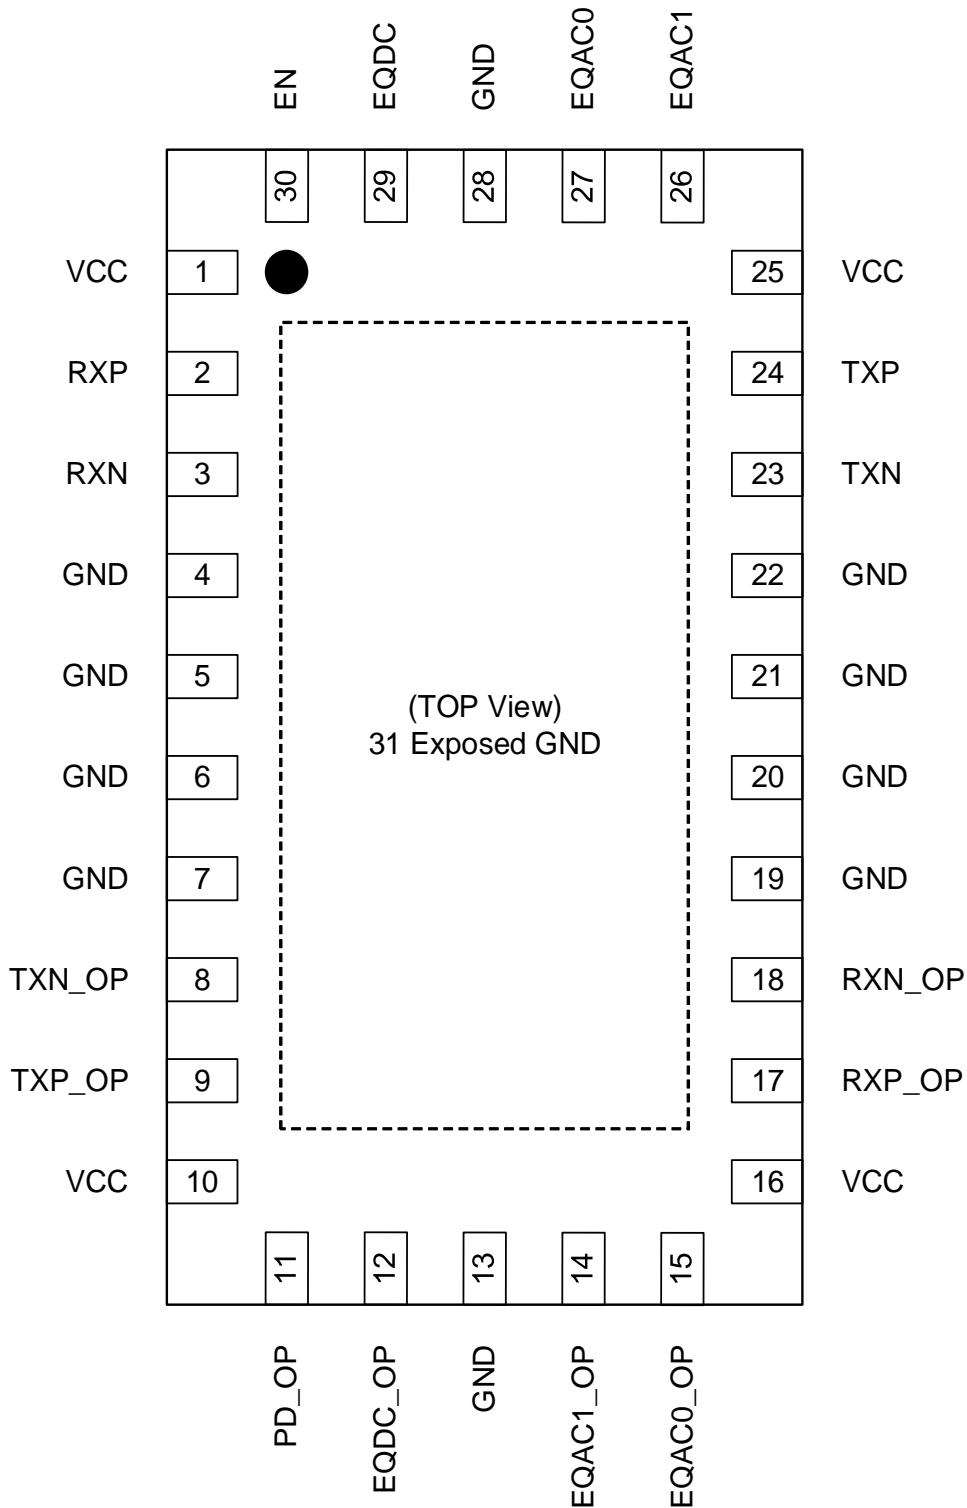 EN
EQDC
GND
EQAC0
EQAC1
30
29
28
27
26
VCC 1 25 VCC
RXP 2 24 TXP
RXN 3 23 TXN
GND 4 22 GND
GND 5 21 GND
(TOP View)
31 Exposed GND
GND 6 20 GND
GND 7 19 GND
TXN_OP 8 18 RXN_OP
TXP_OP 9 17 RXP_OP
VCC 10 16 VCC
11
12
13
14
15
PD_OP
EQDC_OP
GND
EQAC1_OP
EQAC0_OP